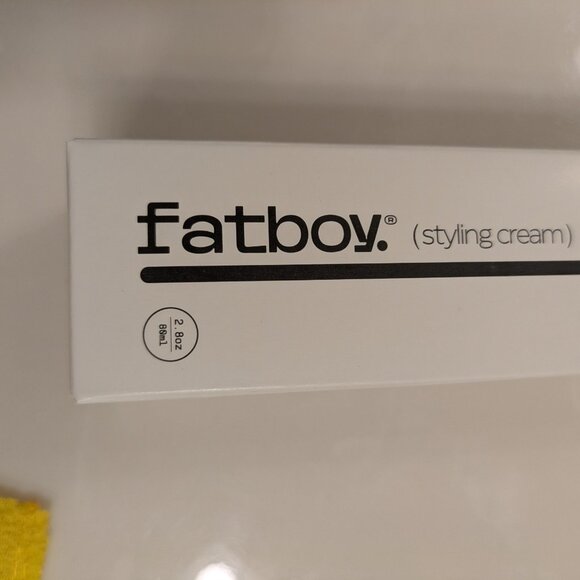 fatboy.® (styling cream)
2.8oz
80ml